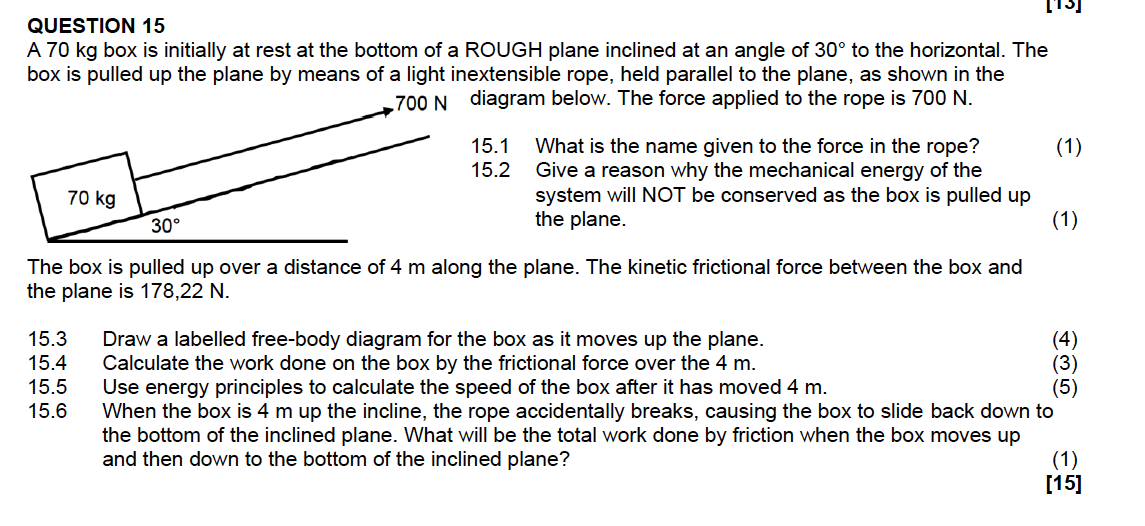 [13]
QUESTION 15
A 70 kg box is initially at rest at the bottom of a ROUGH plane inclined at an angle of 30° to the horizontal. The
box is pulled up the plane by means of a light inextensible rope, held parallel to the plane, as shown in the
700 N diagram below. The force applied to the rope is 700 N.
15.1 What is the name given to the force in the rope? (1)
15.2 Give a reason why the mechanical energy of the
70 kg system will NOT be conserved as the box is pulled up
30° the plane. (1)
The box is pulled up over a distance of 4 m along the plane. The kinetic frictional force between the box and
the plane is 178,22 N.
15.3 Draw a labelled free-body diagram for the box as it moves up the plane. (4)
15.4 Calculate the work done on the box by the frictional force over the 4 m. (3)
15.5 Use energy principles to calculate the speed of the box after it has moved 4 m. (5)
15.6 When the box is 4 m up the incline, the rope accidentally breaks, causing the box to slide back down to
the bottom of the inclined plane. What will be the total work done by friction when the box moves up
and then down to the bottom of the inclined plane? (1)
[15]